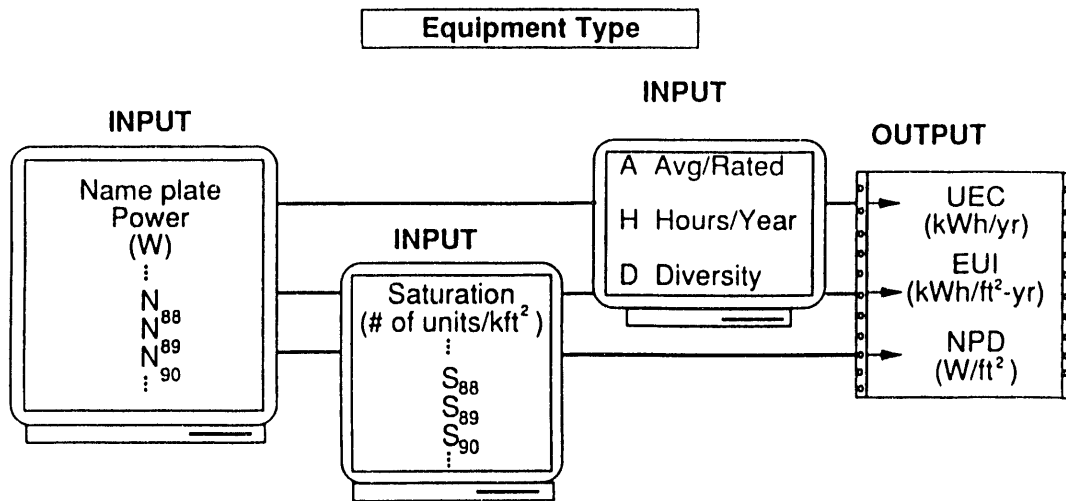 Equipment Type
INPUT
Name plate
Power
(W)
⋮
N₈₈
N₈₉
N₉₀
⋮
INPUT
Saturation
(# of units/kft²)
⋮
S₈₈
S₈₉
S₉₀
⋮
INPUT
A Avg/Rated
H Hours/Year
D Diversity
OUTPUT
UEC
(kWh/yr)
EUI
(kWh/ft²-yr)
NPD
(W/ft²)